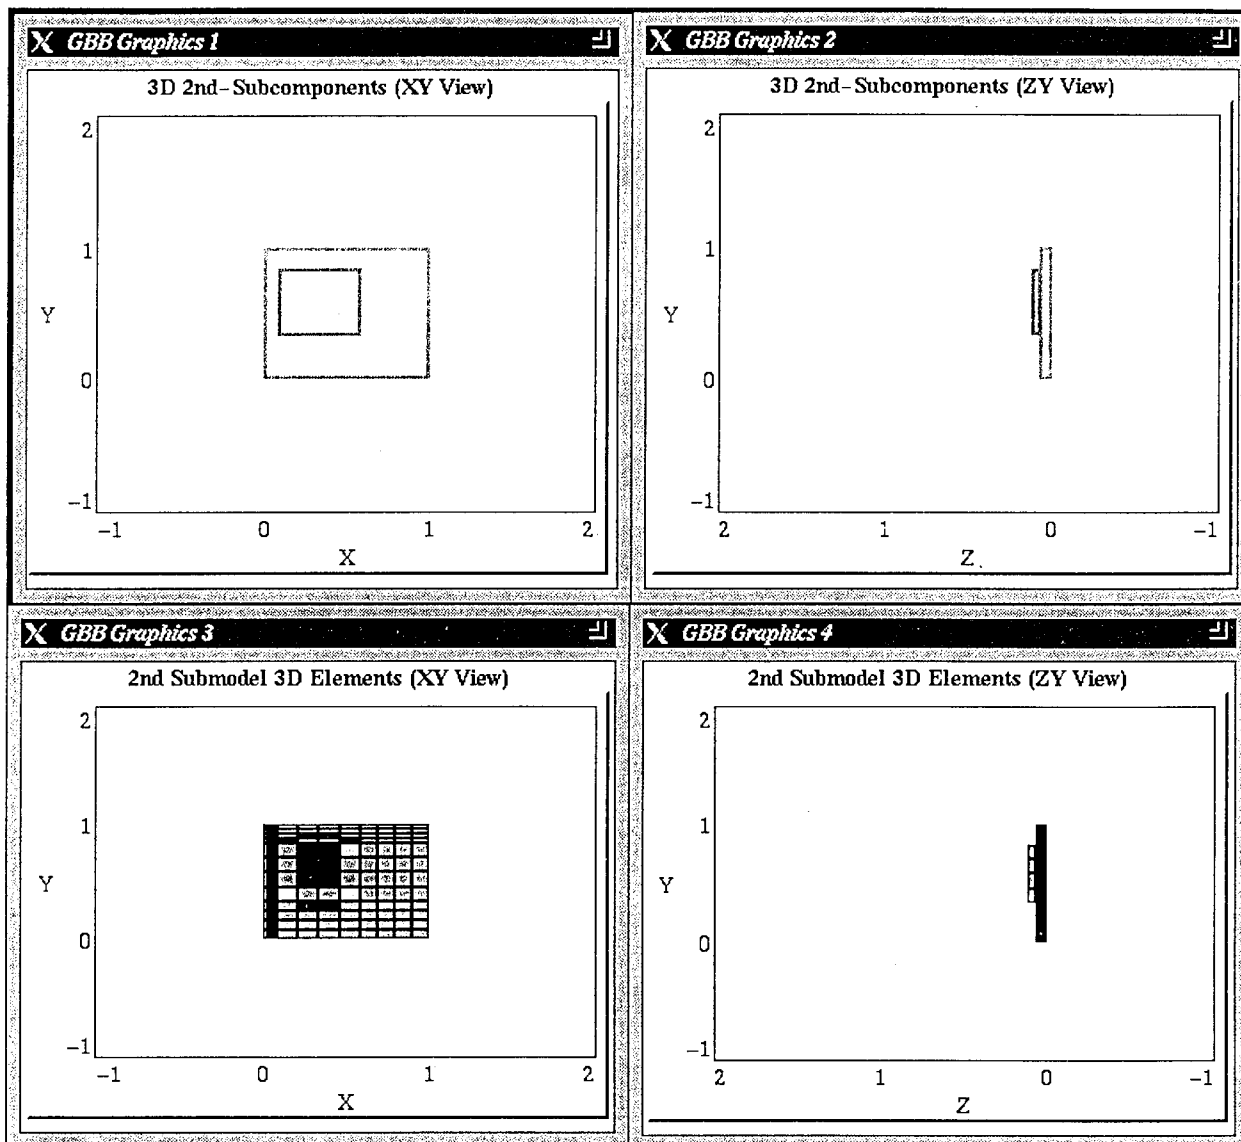 X GBB Graphics 1
3D 2nd-Subcomponents (XY View)
2
1
Y
0
-1
-1 0 1 2
X
X GBB Graphics 2
3D 2nd-Subcomponents (ZY View)
2
1
Y
0
-1
2 1 0 -1
Z
X GBB Graphics 3
2nd Submodel 3D Elements (XY View)
2
1
Y
0
-1
-1 0 1 2
X
X GBB Graphics 4
2nd Submodel 3D Elements (ZY View)
2
1
Y
0
-1
2 1 0 -1
Z